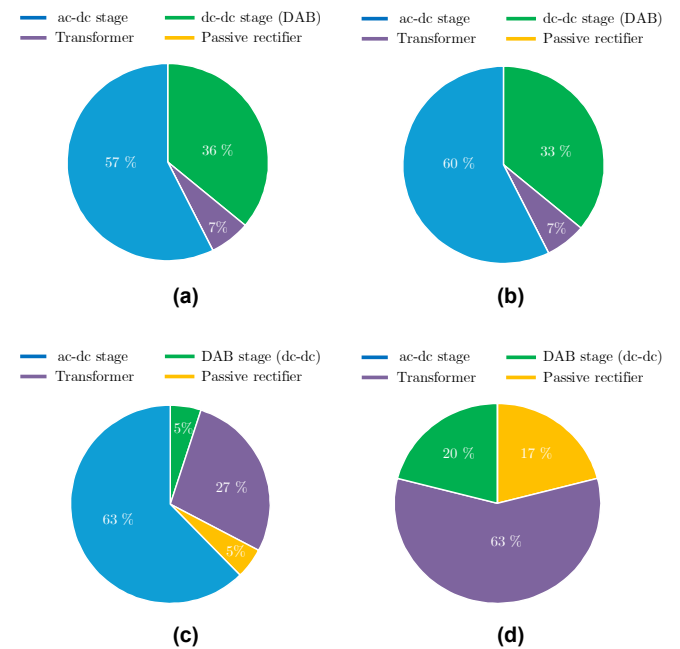 ac-dc stage dc-dc stage (DAB)
Transformer Passive rectifier
57 %
36 %
7%
(a)
ac-dc stage dc-dc stage (DAB)
Transformer Passive rectifier
60 %
33 %
7%
(b)
ac-dc stage DAB stage (dc-dc)
Transformer Passive rectifier
5%
27 %
63 %
5%
(c)
ac-dc stage DAB stage (dc-dc)
Transformer Passive rectifier
20 %
17 %
63 %
(d)